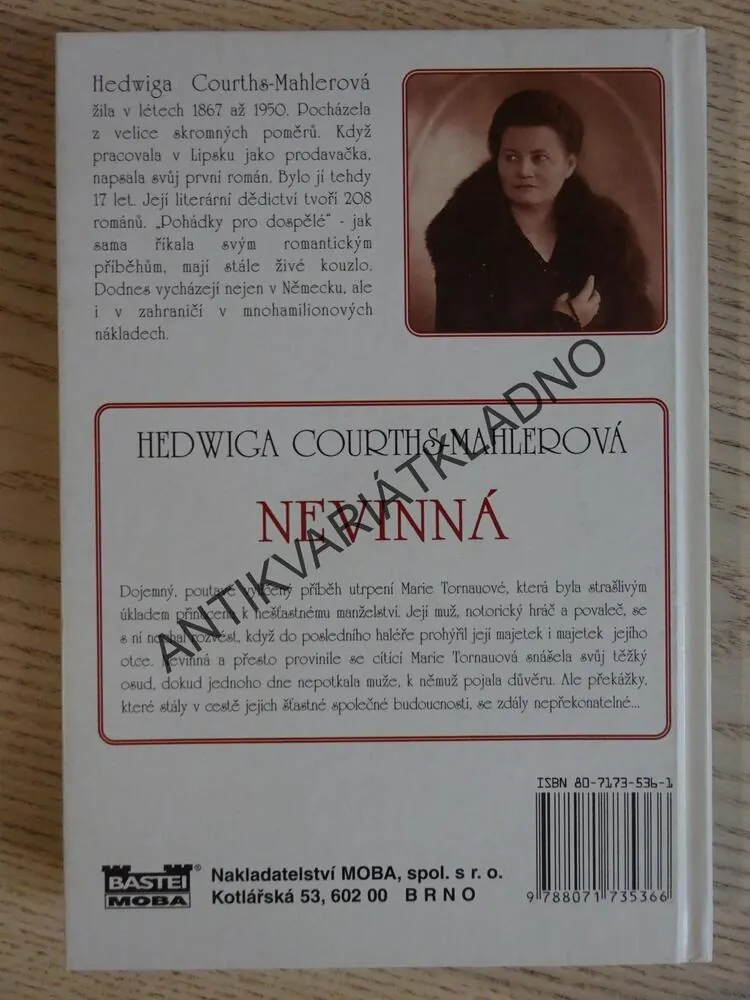 Hedwiga Courths-Mahlerová
žila v létech 1867 až 1950. Pocházela
z velice skromných poměrů. Když
pracovala v Lipsku jako prodavačka,
napsala svůj první román. Bylo jí tehdy
17 let. Její literární dědictví tvoří 208
románů. „Pohádky pro dospělé“ - jak
sama říkala svým romantickým
příběhům, mají stále živé kouzlo.
Dodnes vycházejí nejen v Německu, ale
i v zahraničí v mnohamilionových
nákladech.
HEDWIGA COURTHS-MAHLEROVÁ
NEVINNÁ
Dojemný, poutavě vylíčený příběh utrpení Marie Tornauové, která byla strašlivým
úkladem přinucena k nešťastnému manželství. Její muž, notorický hráč a povaleč, se
s ní nechal rozvést, když do posledního haléře prohýřil její majetek i majetek jejího
otce. Nevinná a přesto provinile se cítící Marie Tornauová snášela svůj těžký
osud, dokud jednoho dne nepotkala muže, k němuž pojala důvěru. Ale překážky,
které stály v cestě jejich šťastné společné budoucnosti, se zdály nepřekonatelné...
ANTIKVARIÁTKLADNO
ISBN 80-7173-536-1
9 788071 735366
BASTEI ®
MOBA
Nakladatelství MOBA, spol. s r. o.
Kotlářská 53, 602 00 BRNO